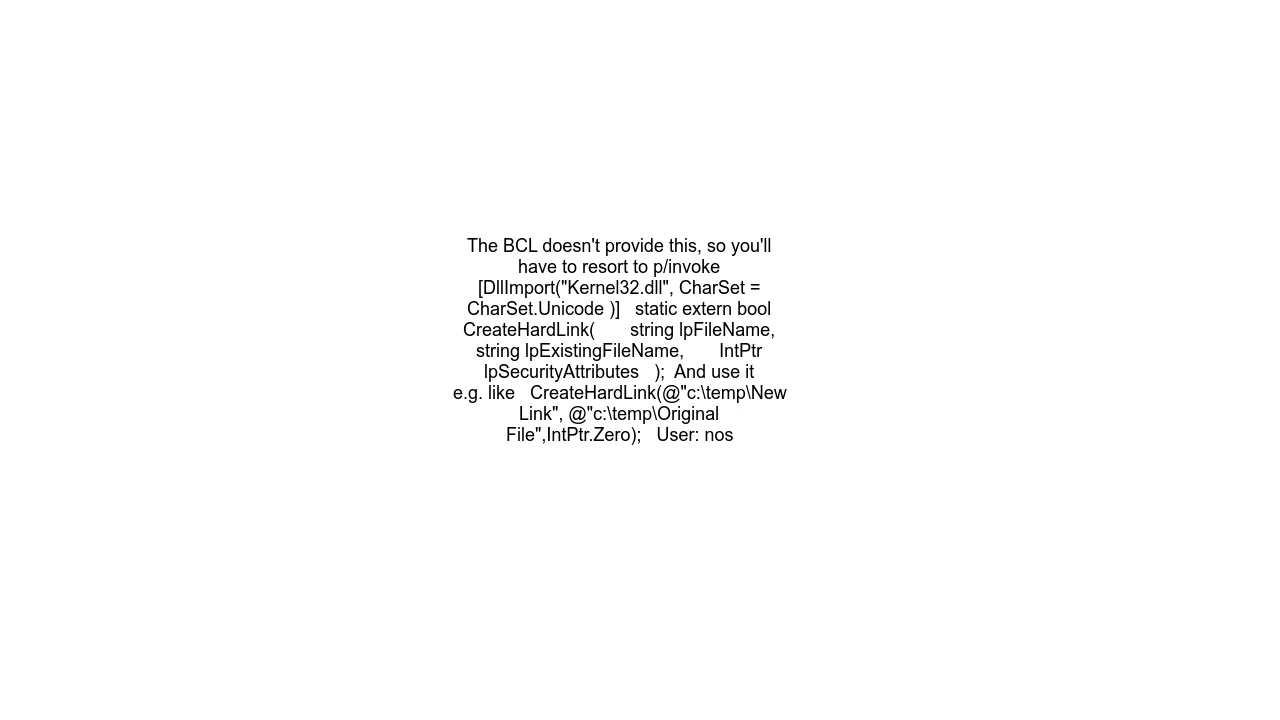 The BCL doesn't provide this, so you'll
have to resort to p/invoke
[DllImport("Kernel32.dll", CharSet =
CharSet.Unicode )]   static extern bool
CreateHardLink(       string lpFileName,
string lpExistingFileName,       IntPtr
lpSecurityAttributes   );  And use it
e.g. like   CreateHardLink(@"c:\temp\New
Link", @"c:\temp\Original
File",IntPtr.Zero);   User: nos